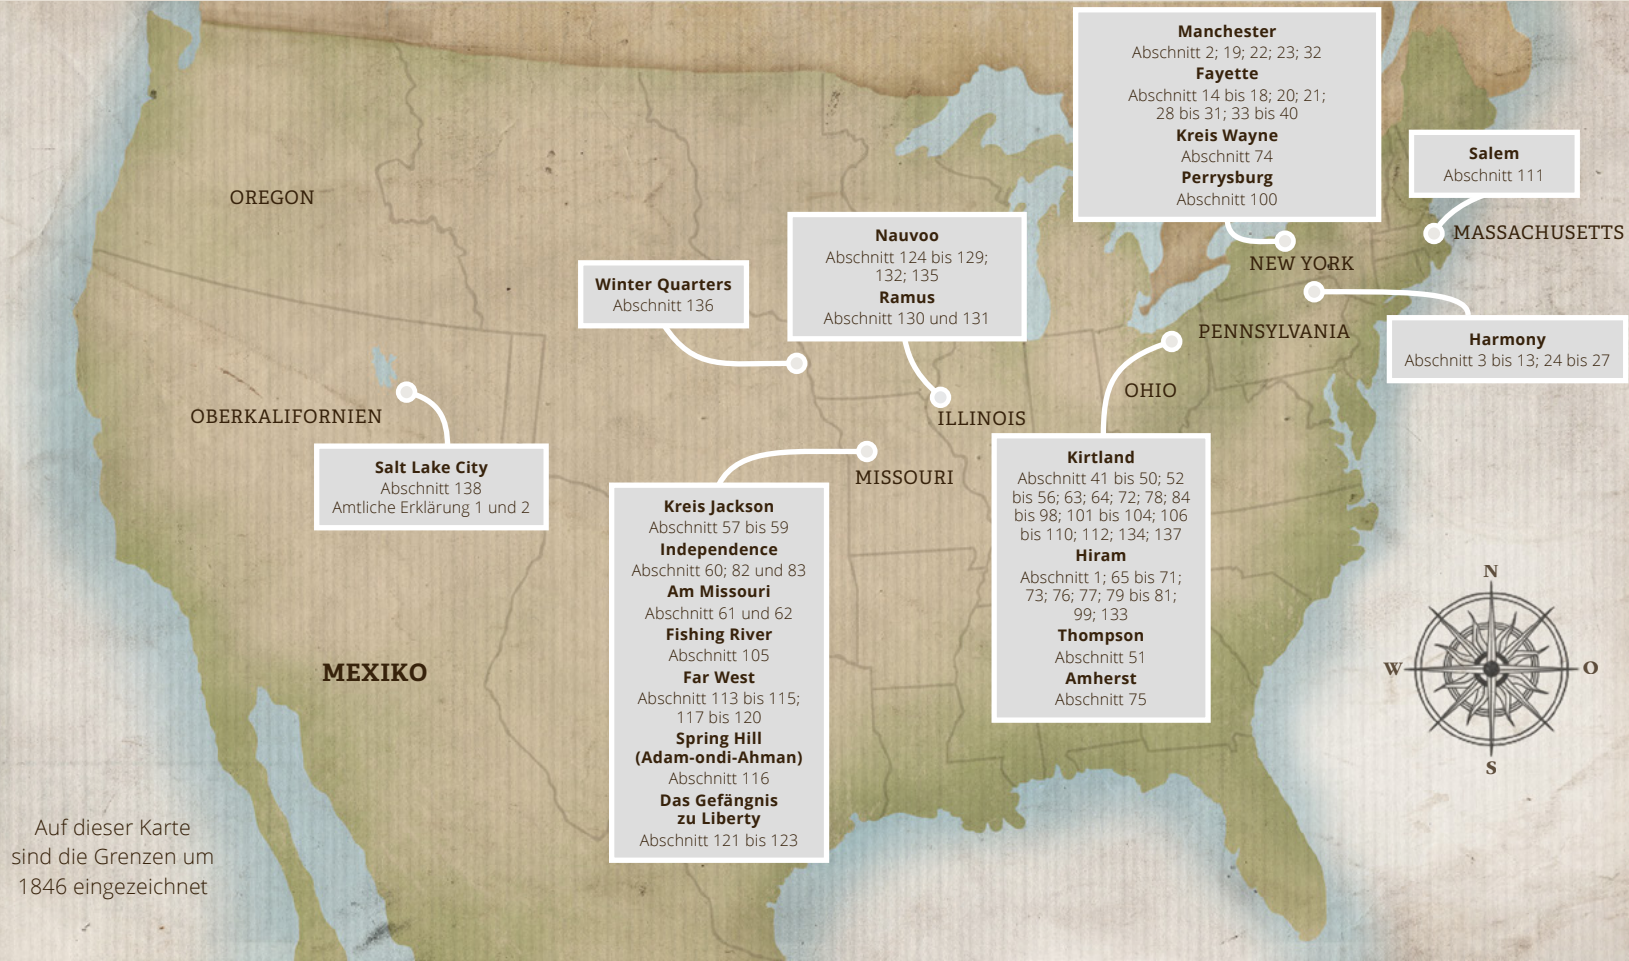 Manchester
Abschnitt 2; 19; 22; 23; 32
Fayette
Abschnitt 14 bis 18; 20; 21;
28 bis 31; 33 bis 40
Kreis Wayne
Abschnitt 74
Perrysburg
Abschnitt 100
Salem
Abschnitt 111
OREGON
MASSACHUSETTS
Nauvoo
Abschnitt 124 bis 129;
132; 135
Ramus
Abschnitt 130 und 131
NEW YORK
Winter Quarters
Abschnitt 136
PENNSYLVANIA
Harmony
Abschnitt 3 bis 13; 24 bis 27
OHIO
OBERKALIFORNIEN
ILLINOIS
Salt Lake City
Abschnitt 138
Amtliche Erklärung 1 und 2
MISSOURI
Kreis Jackson
Abschnitt 57 bis 59
Independence
Abschnitt 60; 82 und 83
Am Missouri
Abschnitt 61 und 62
Fishing River
Abschnitt 105
Far West
Abschnitt 113 bis 115;
117 bis 120
Spring Hill
(Adam-ondi-Ahman)
Abschnitt 116
Das Gefängnis
zu Liberty
Abschnitt 121 bis 123
Kirtland
Abschnitt 41 bis 50; 52
bis 56; 63; 64; 72; 78; 84
bis 98; 101 bis 104; 106
bis 110; 112; 134; 137
Hiram
Abschnitt 1; 65 bis 71;
73; 76; 77; 79 bis 81;
99; 133
Thompson
Abschnitt 51
Amherst
Abschnitt 75
N
W
O
S
MEXIKO
Auf dieser Karte
sind die Grenzen um
1846 eingezeichnet